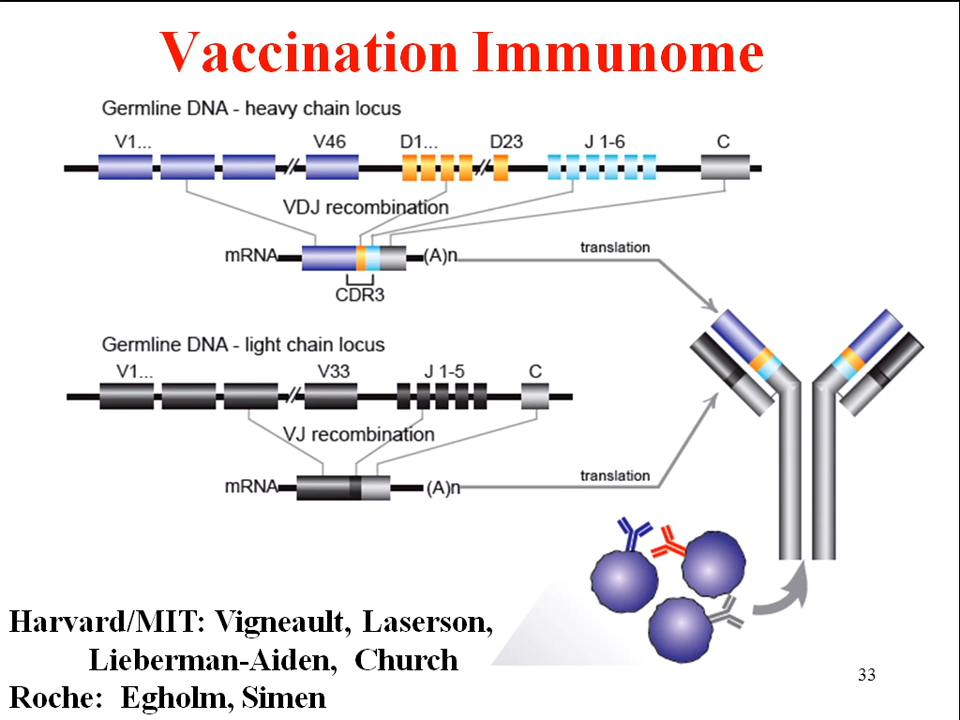 Vaccination Immunome
Germline DNA - heavy chain locus
V1... V46 D1... D23 J 1-6 C
VDJ recombination
mRNA (A)n translation
CDR3
Germline DNA - light chain locus
V1... V33 J 1-5 C
VJ recombination
mRNA (A)n translation
Harvard/MIT: Vigneault, Laserson,
Lieberman-Aiden, Church
Roche: Egholm, Simen
33